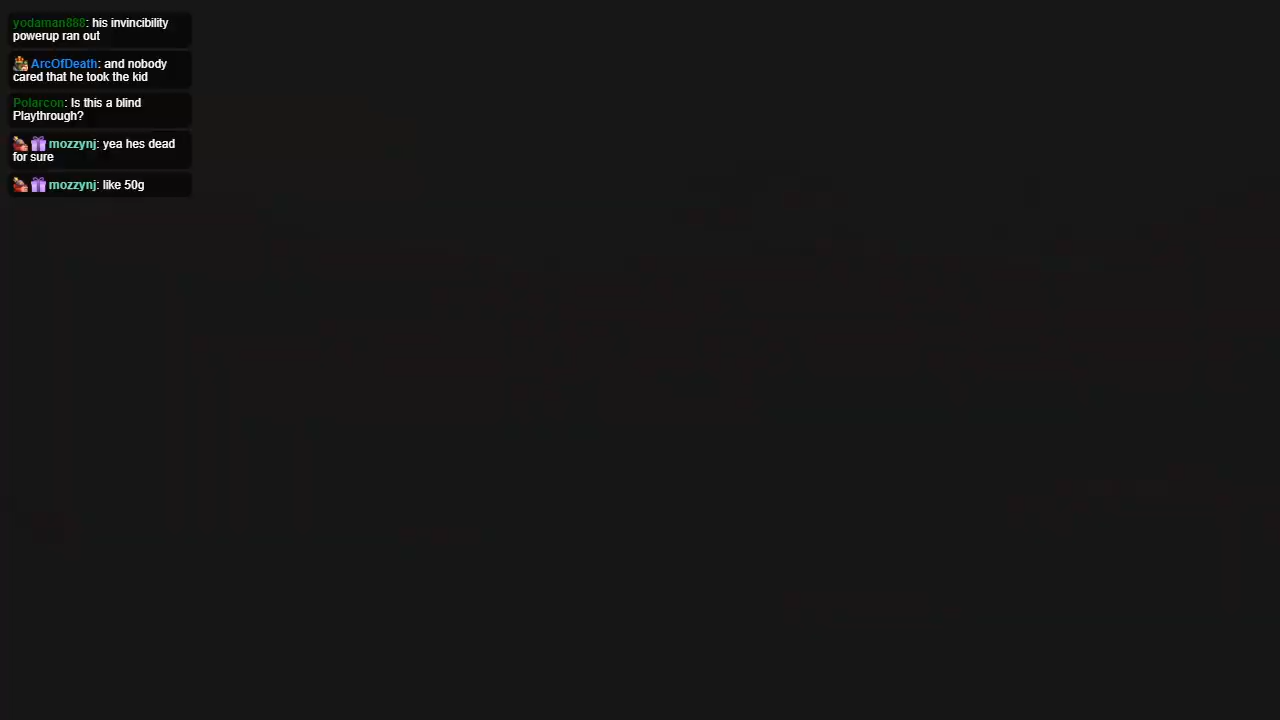 yodaman888: his invincibility
powerup ran out
ArcOfDeath: and nobody
cared that he took the kid
Polarcon: Is this a blind
Playthrough?
mozzynj: yea hes dead
for sure
mozzynj: like 50g